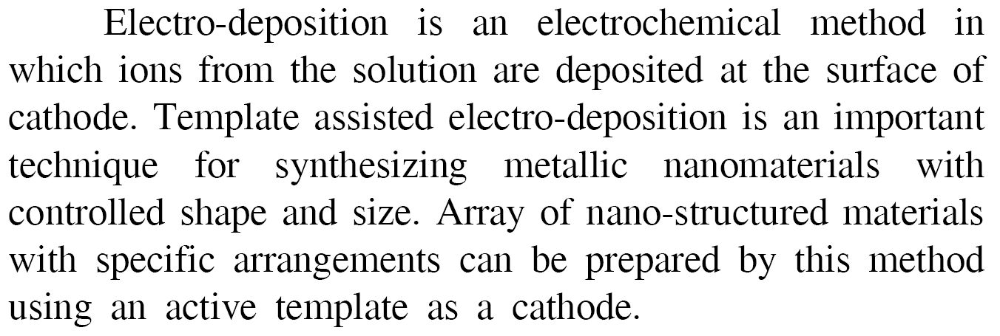 Electro-deposition is an electrochemical method in
which ions from the solution are deposited at the surface of
cathode. Template assisted electro-deposition is an important
technique for synthesizing metallic nanomaterials with
controlled shape and size. Array of nano-structured materials
with specific arrangements can be prepared by this method
using an active template as a cathode.